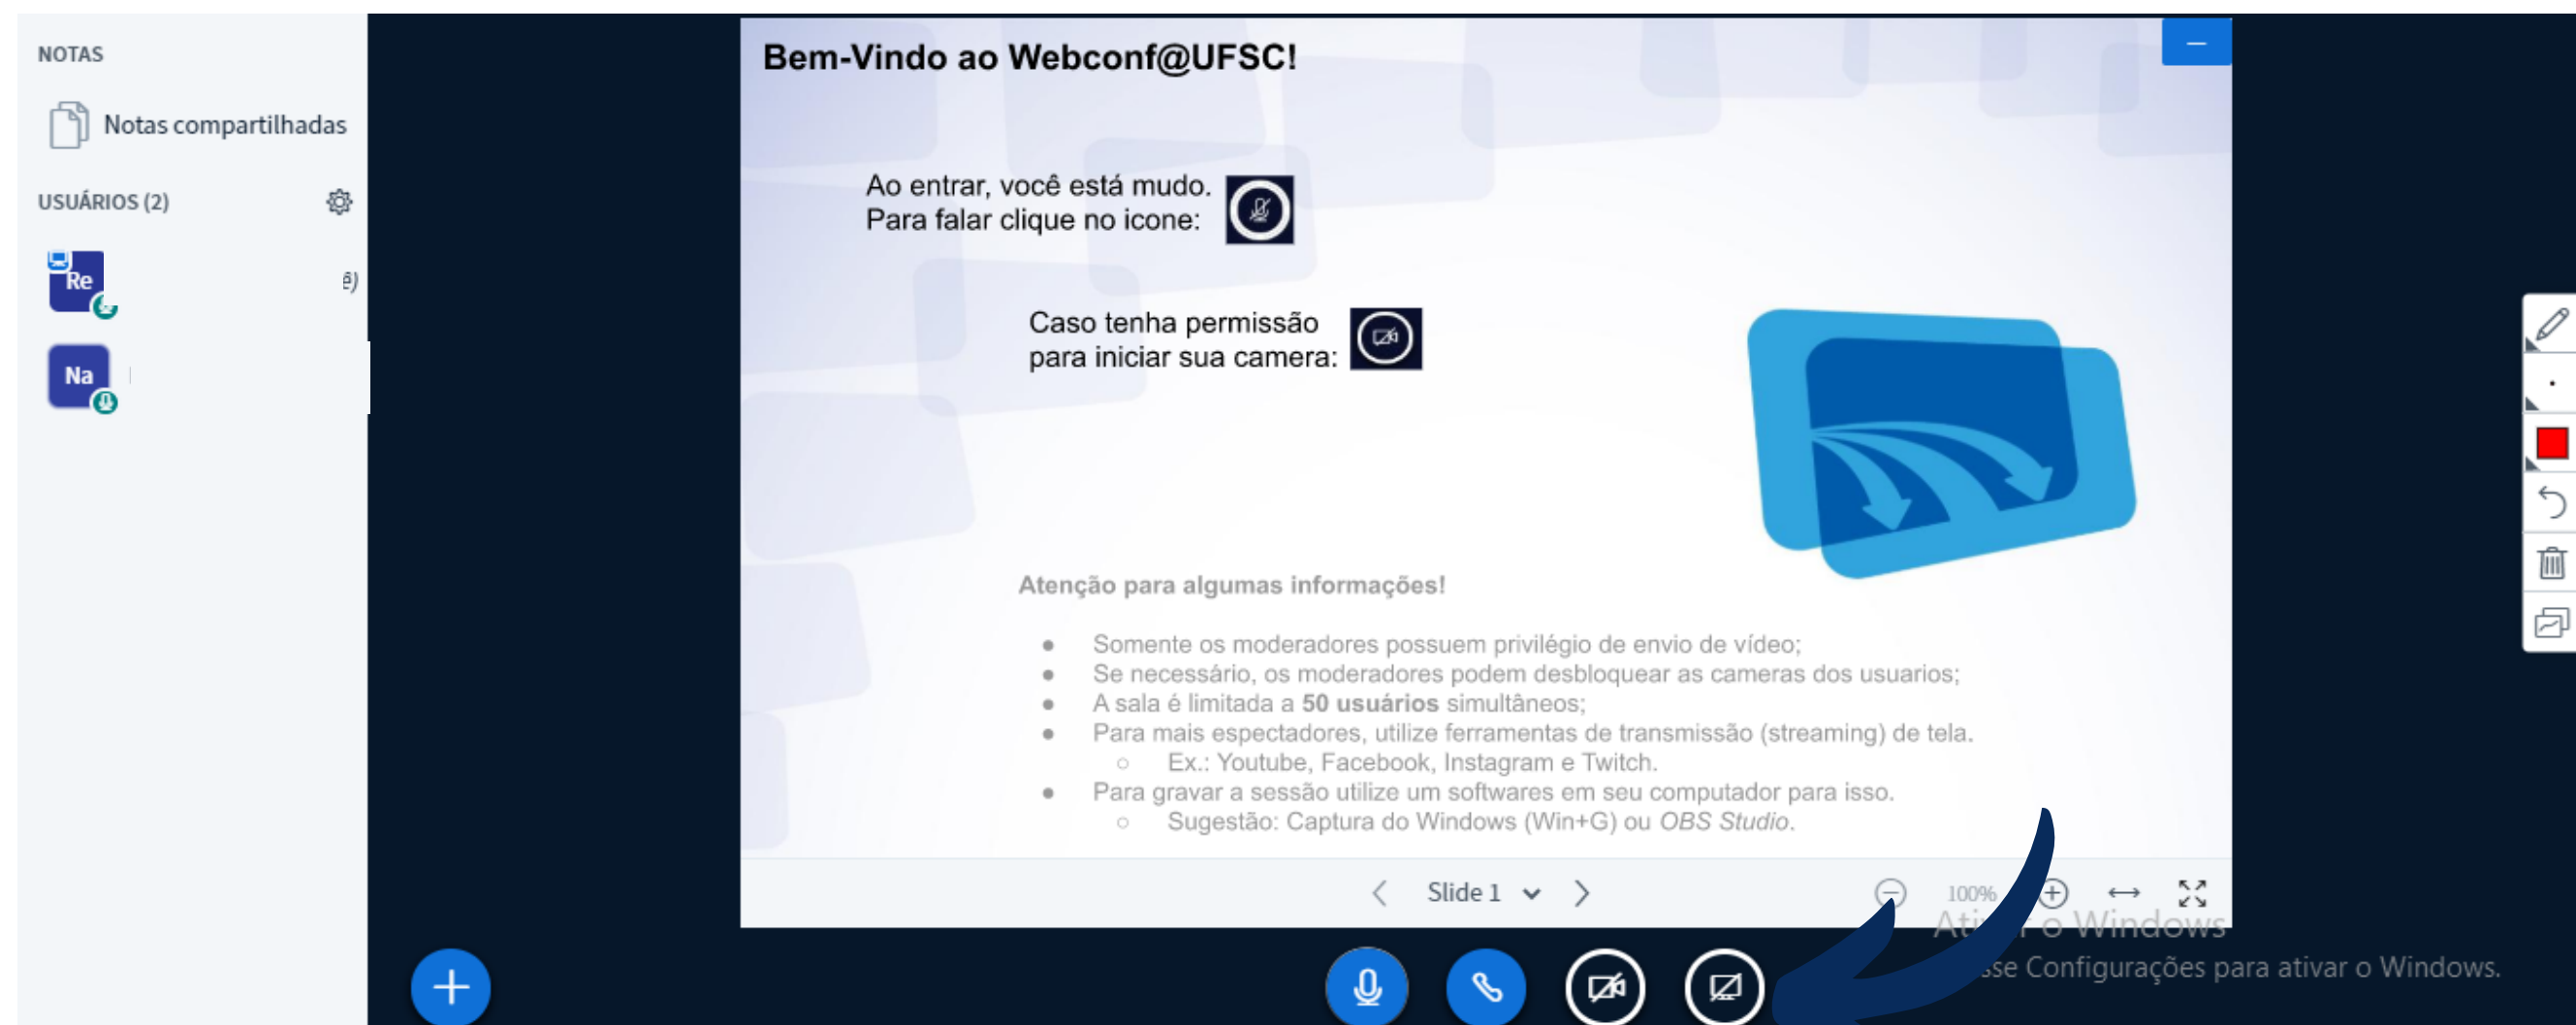 NOTAS
Notas compartilhadas
USUÁRIOS (2)
Re
ê)
Na
Bem-Vindo ao Webconf@UFSC!
Ao entrar, você está mudo.
Para falar clique no icone:
Caso tenha permissão
para iniciar sua camera:
Atenção para algumas informações!
● Somente os moderadores possuem privilégio de envio de vídeo;
● Se necessário, os moderadores podem desbloquear as cameras dos usuarios;
● A sala é limitada a 50 usuários simultâneos;
● Para mais espectadores, utilize ferramentas de transmissão (streaming) de tela.
○ Ex.: Youtube, Facebook, Instagram e Twitch.
● Para gravar a sessão utilize um softwares em seu computador para isso.
○ Sugestão: Captura do Windows (Win+G) ou OBS Studio.
Slide 1
100%
o Windows
Configurações para ativar o Windows.